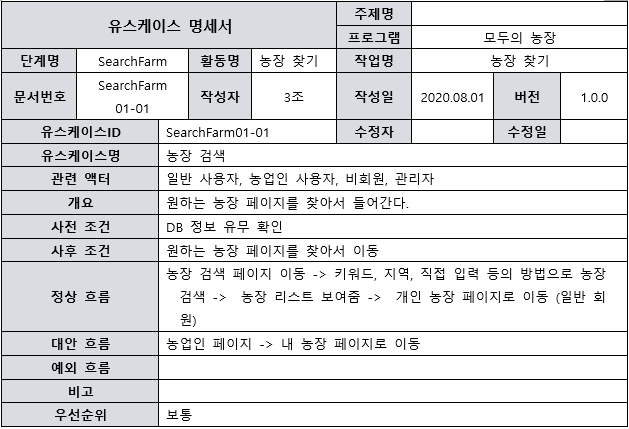 유스케이스 명세서
주제명
프로그램 모두의 농장
단계명 SearchFarm 활동명 농장 찾기 작업명 농장 찾기
문서번호 SearchFarm 01-01 작성자 3조 작성일 2020.08.01 버전 1.0.0
유스케이스ID SearchFarm01-01 수정자 수정일
유스케이스명 농장 검색
관련 액터 일반 사용자, 농업인 사용자, 비회원, 관리자
개요 원하는 농장 페이지를 찾아서 들어간다.
사전 조건 DB 정보 유무 확인
사후 조건 원하는 농장 페이지를 찾아서 이동
정상 흐름 농장 검색 페이지 이동 -> 키워드, 지역, 직접 입력 등의 방법으로 농장
검색 -> 농장 리스트 보여줌 -> 개인 농장 페이지로 이동 (일반 회
원)
대안 흐름 농업인 페이지 -> 내 농장 페이지로 이동
예외 흐름
비고
우선순위 보통